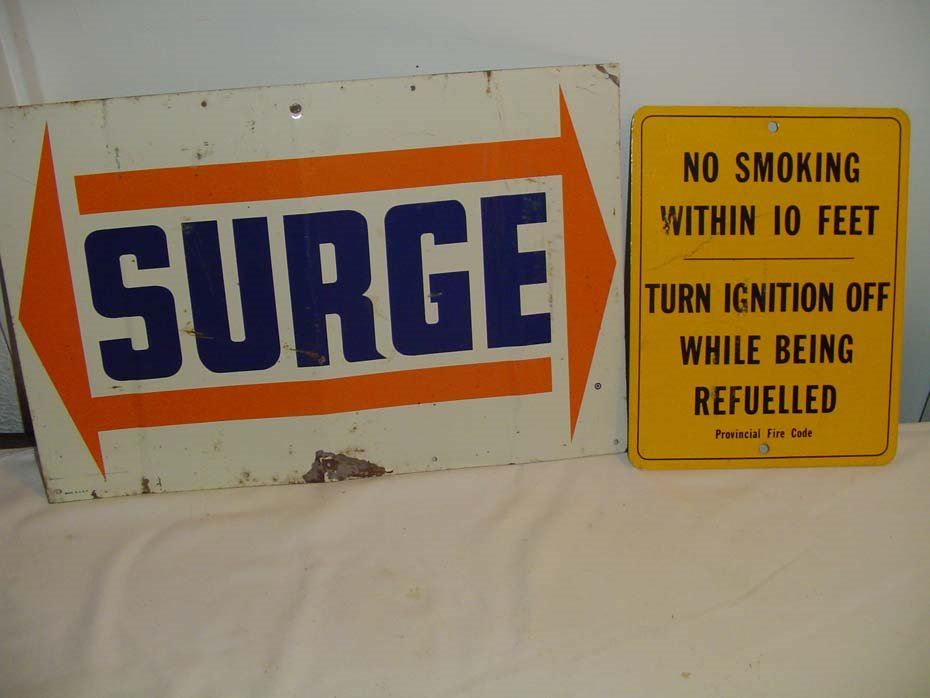 SURGE
®
NO SMOKING
WITHIN 10 FEET
TURN IGNITION OFF
WHILE BEING
REFUELLED
Provincial Fire Code